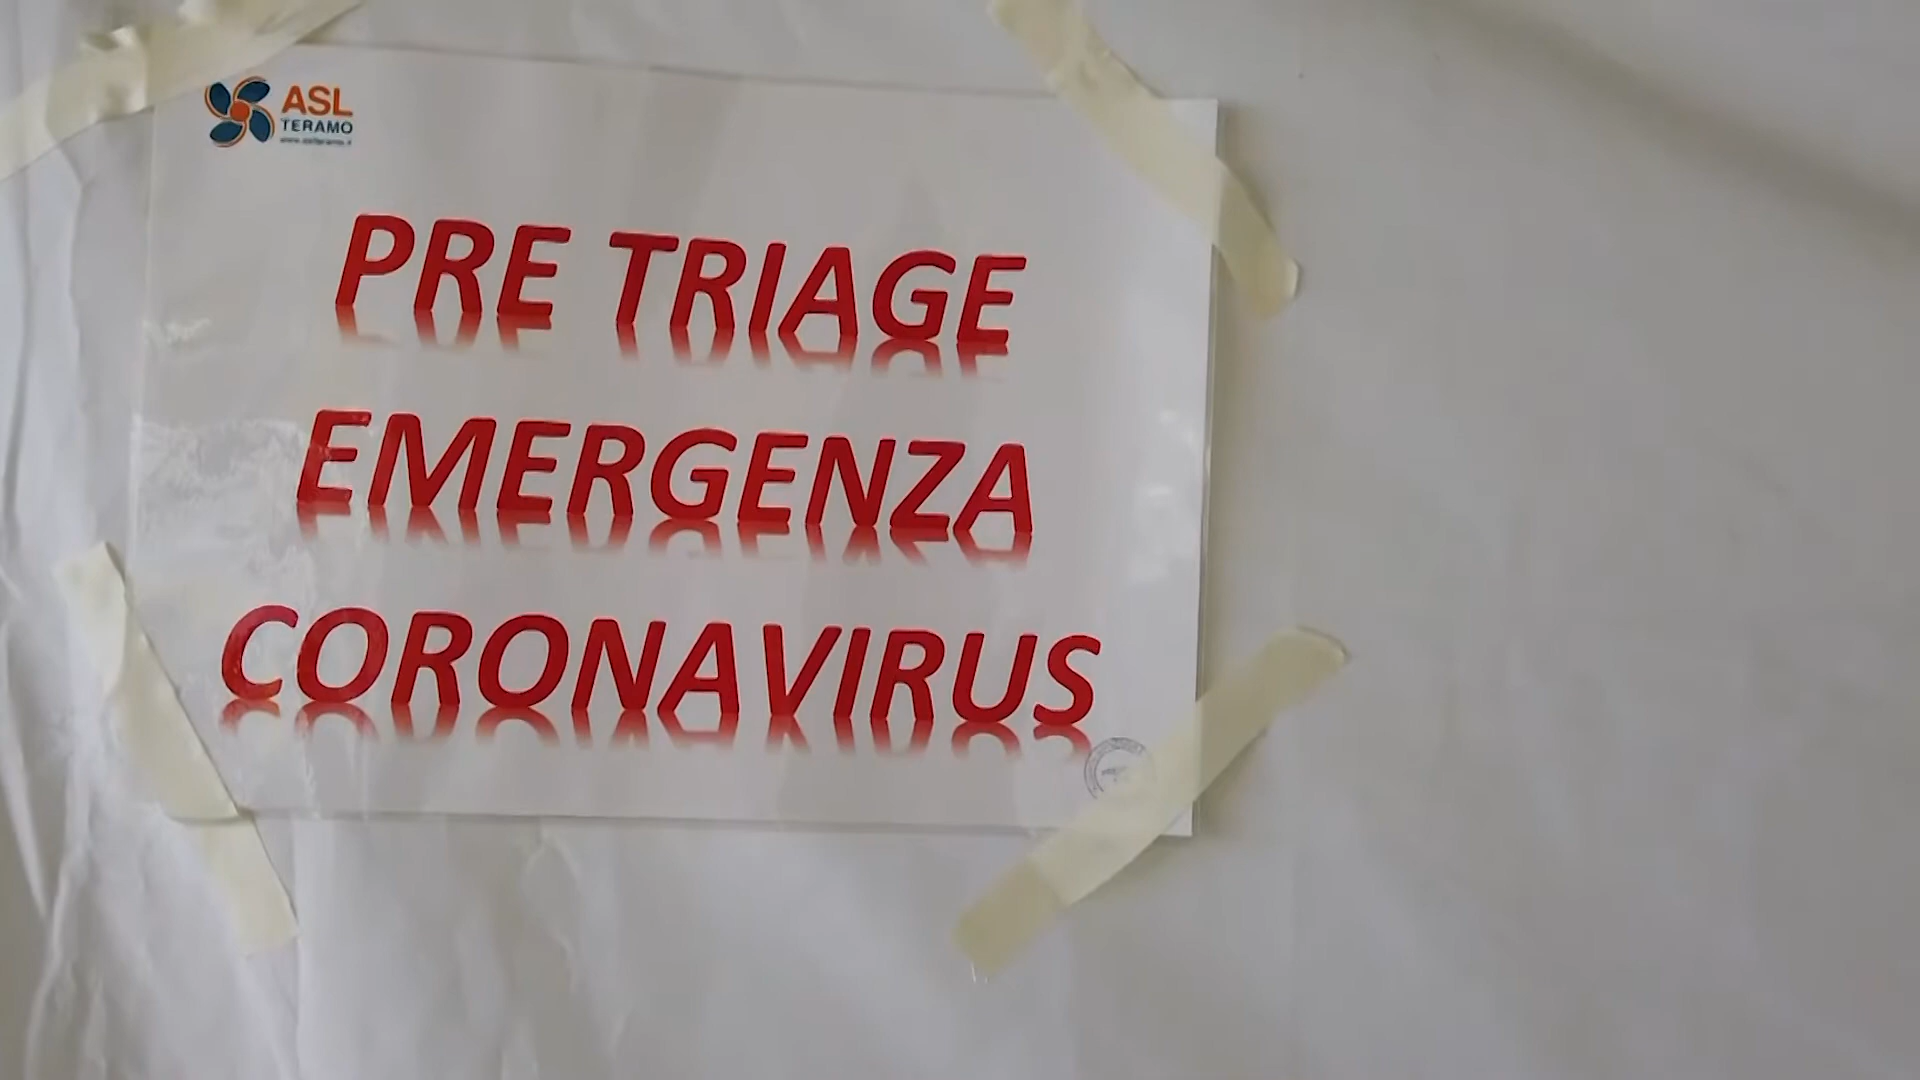 ASL
TERAMO
PRE TRIAGE
EMERGENZA
CORONAVIRUS